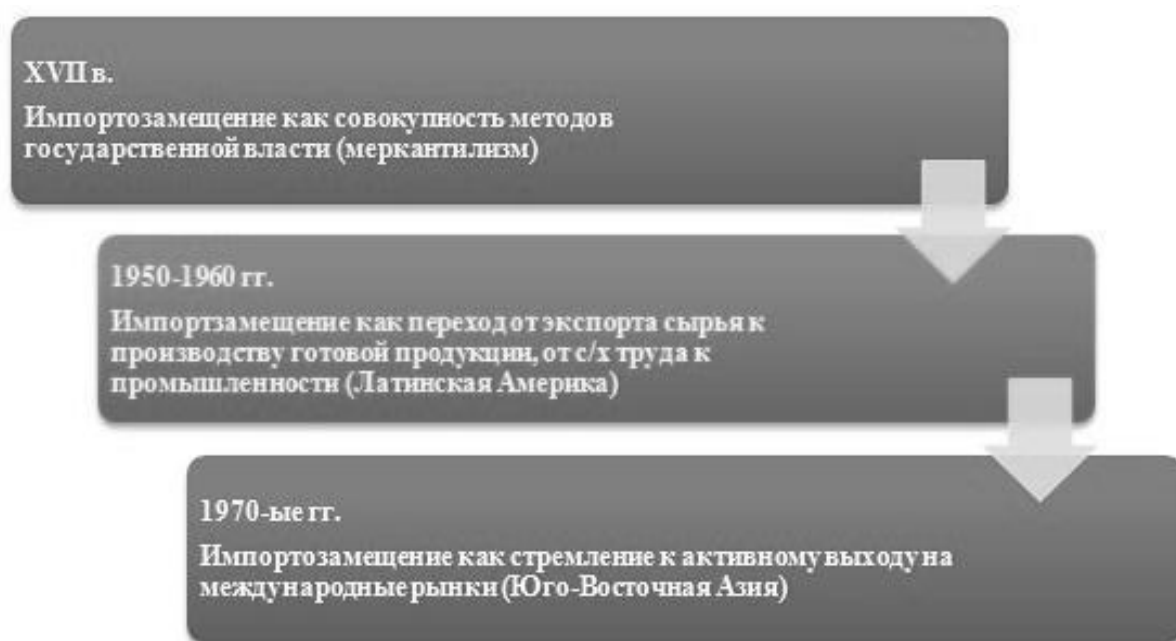 XVII в.
Импортозамещение как совокупность методов
государственной власти (меркантилизм)
1950-1960 гг.
Импортзамещение как переход от экспорта сырья к
производству готовой продукции, от с/х труда к
промышленности (Латинская Америка)
1970-ые гг.
Импортозамещение как стремление к активному выходу на
международные рынки (Юго-Восточная Азия)